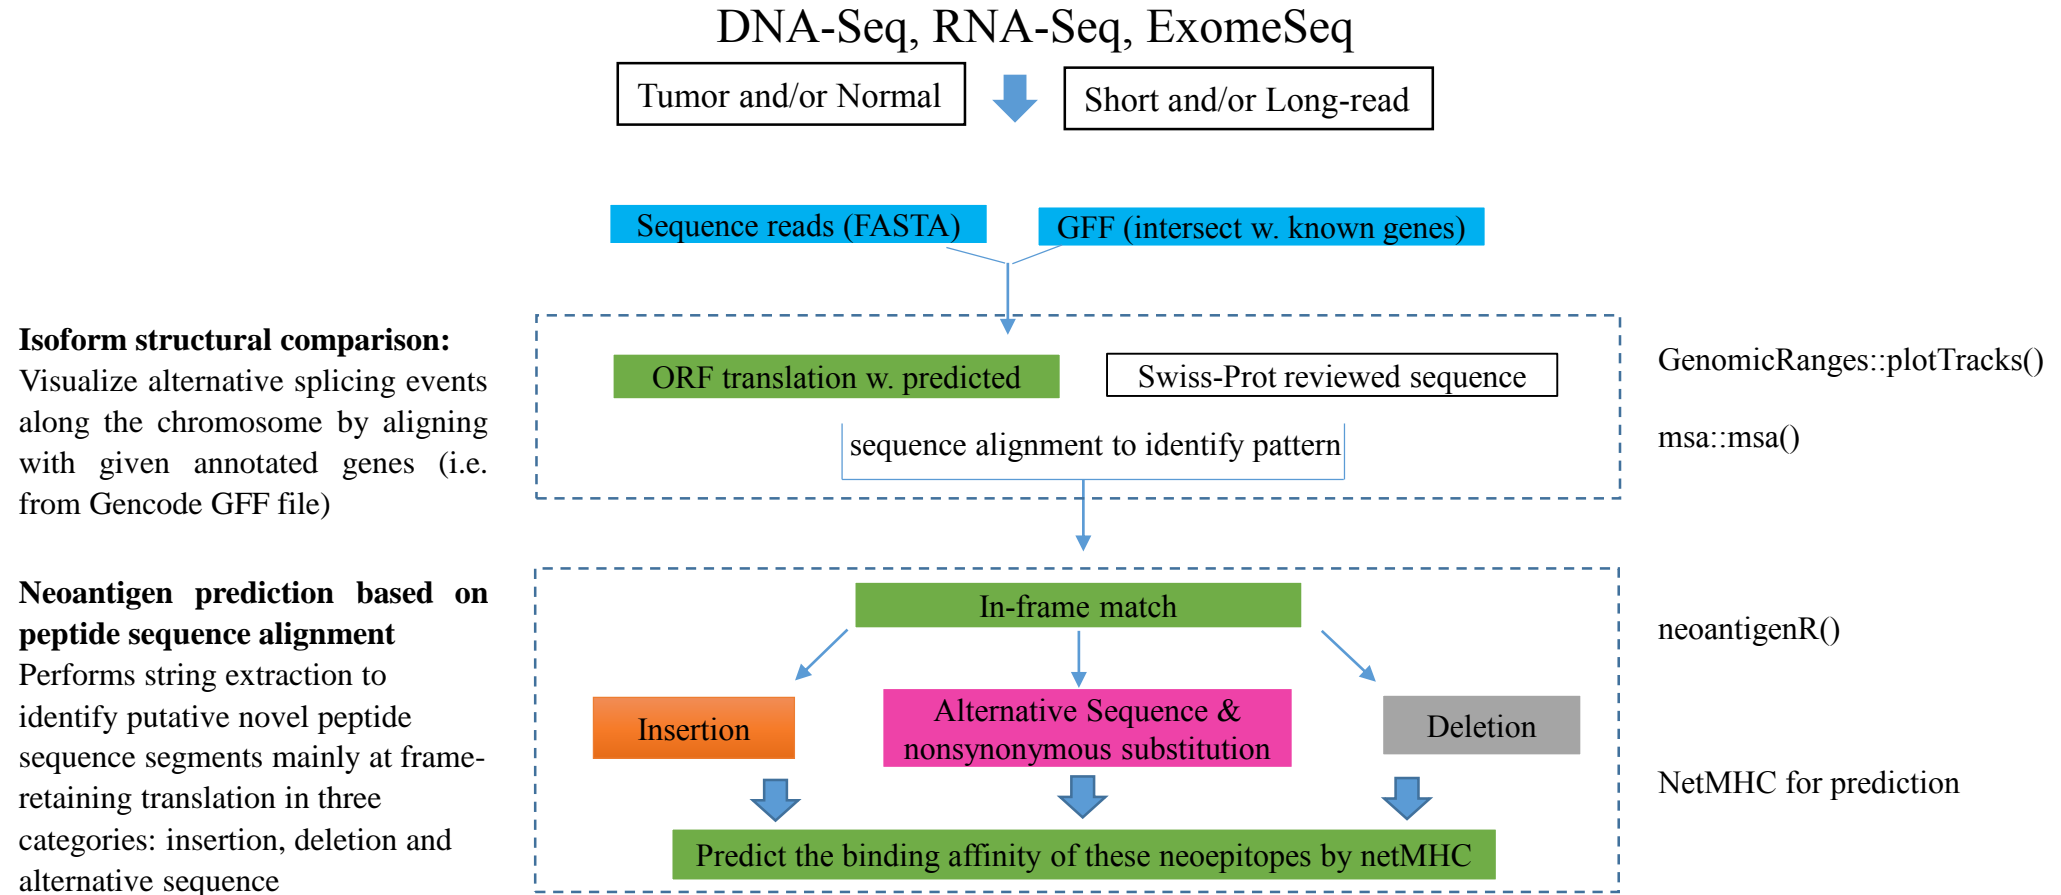 DNA-Seq, RNA-Seq, ExomeSeq
Tumor and/or Normal
Short and/or Long-read
Sequence reads (FASTA)
GFF (intersect w. known genes)
Isoform structural comparison:
Visualize alternative splicing events
along the chromosome by aligning
with given annotated genes (i.e.
from Gencode GFF file)
ORF translation w. predicted
Swiss-Prot reviewed sequence
sequence alignment to identify pattern
GenomicRanges::plotTracks()
msa::msa()
Neoantigen prediction based on
peptide sequence alignment
Performs string extraction to
identify putative novel peptide
sequence segments mainly at frame-
retaining translation in three
categories: insertion, deletion and
alternative sequence
In-frame match
Insertion
Alternative Sequence &
nonsynonymous substitution
Deletion
Predict the binding affinity of these neoepitopes by netMHC
neoantigenR()
NetMHC for prediction